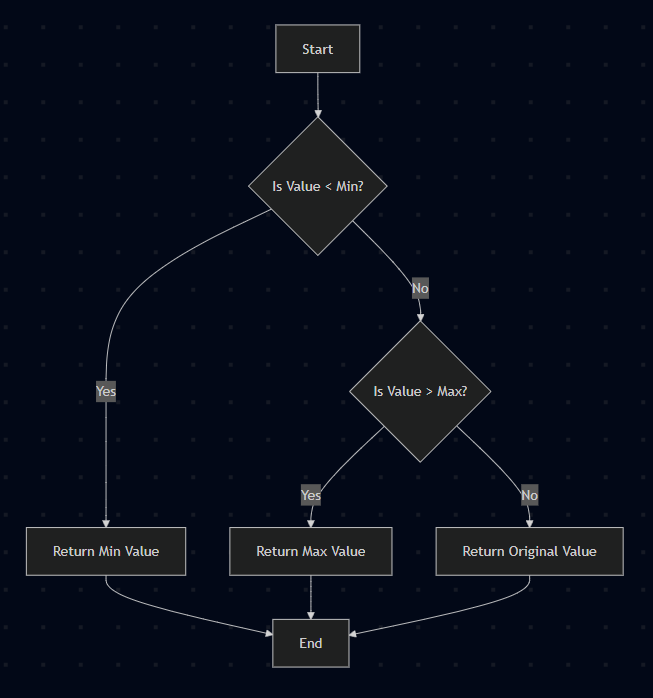 Start
Is Value < Min?
No
Yes
Is Value > Max?
Yes
No
Return Min Value
Return Max Value
Return Original Value
End